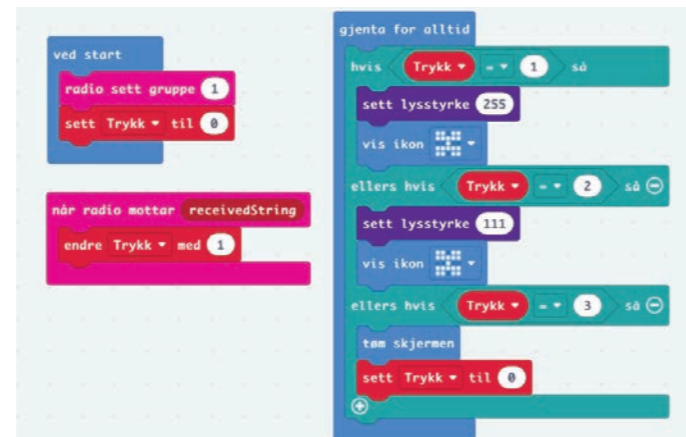 ved start
radio sett gruppe 1
sett Trykk til 0
når radio mottar receivedString
endre Trykk med 1
gjenta for alltid
hvis Trykk = 1 så
sett lysstyrke 255
vis ikon
ellers hvis Trykk = 2 så
sett lysstyrke 111
vis ikon
ellers hvis Trykk = 3 så
tøm skjermen
sett Trykk til 0